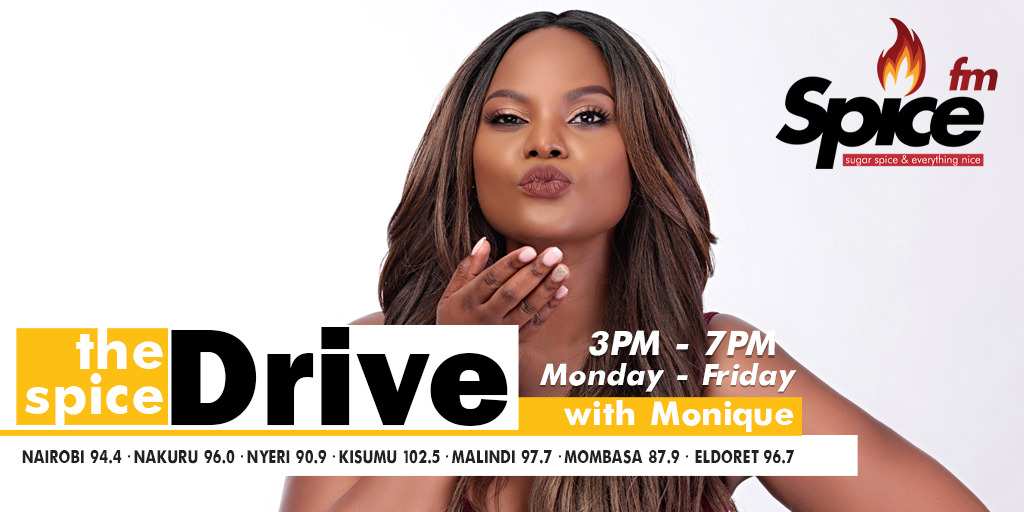 fm
Spice
sugar spice & everything nice
the
spice
Drive
3PM - 7PM
Monday - Friday
with Monique
NAIROBI 94.4 · NAKURU 96.0 · NYERI 90.9 · KISUMU 102.5 · MALINDI 97.7 · MOMBASA 87.9 · ELDORET 96.7